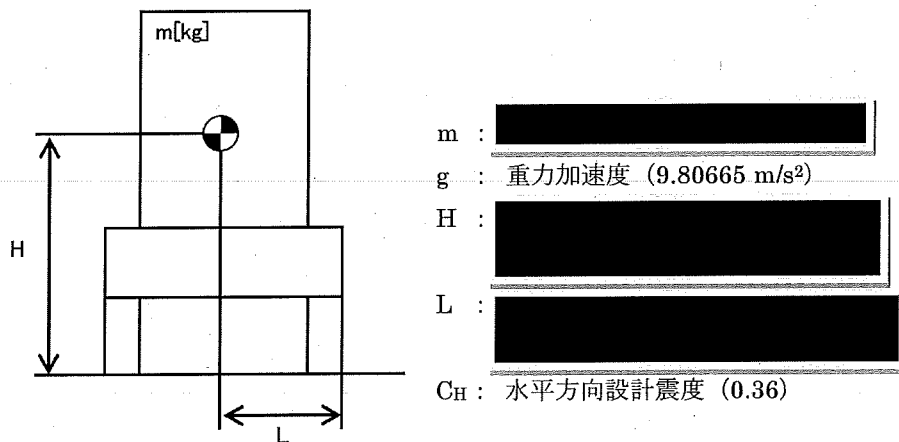 m[kg]
H
L
m :
g : 重力加速度（9.80665 m/s²）
H :
L :
CH : 水平方向設計震度（0.36）